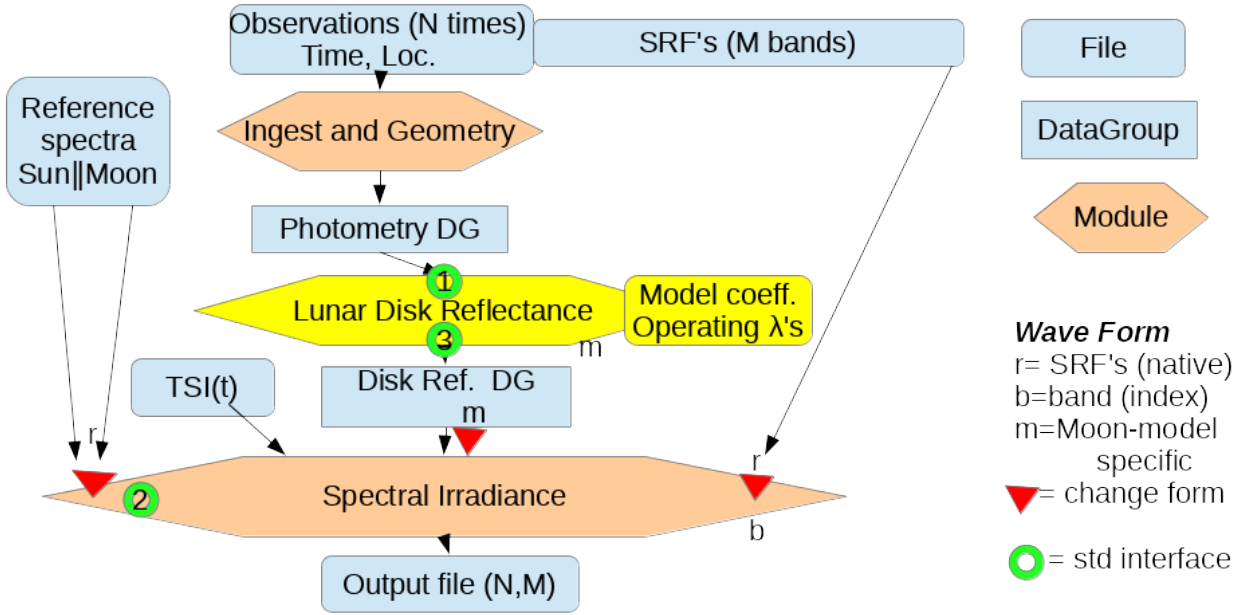 Observations (N times)
Time, Loc.
SRF's (M bands)
File
Reference
spectra
Sun||Moon
Ingest and Geometry
DataGroup
Photometry DG
Module
1
Lunar Disk Reflectance
3
m
Model coeff.
Operating λ's
TSI(t)
Disk Ref. DG
m
r
r
2
Spectral Irradiance
b
Output file (N,M)
Wave Form
r= SRF's (native)
b=band (index)
m=Moon-model
specific
= change form
= std interface